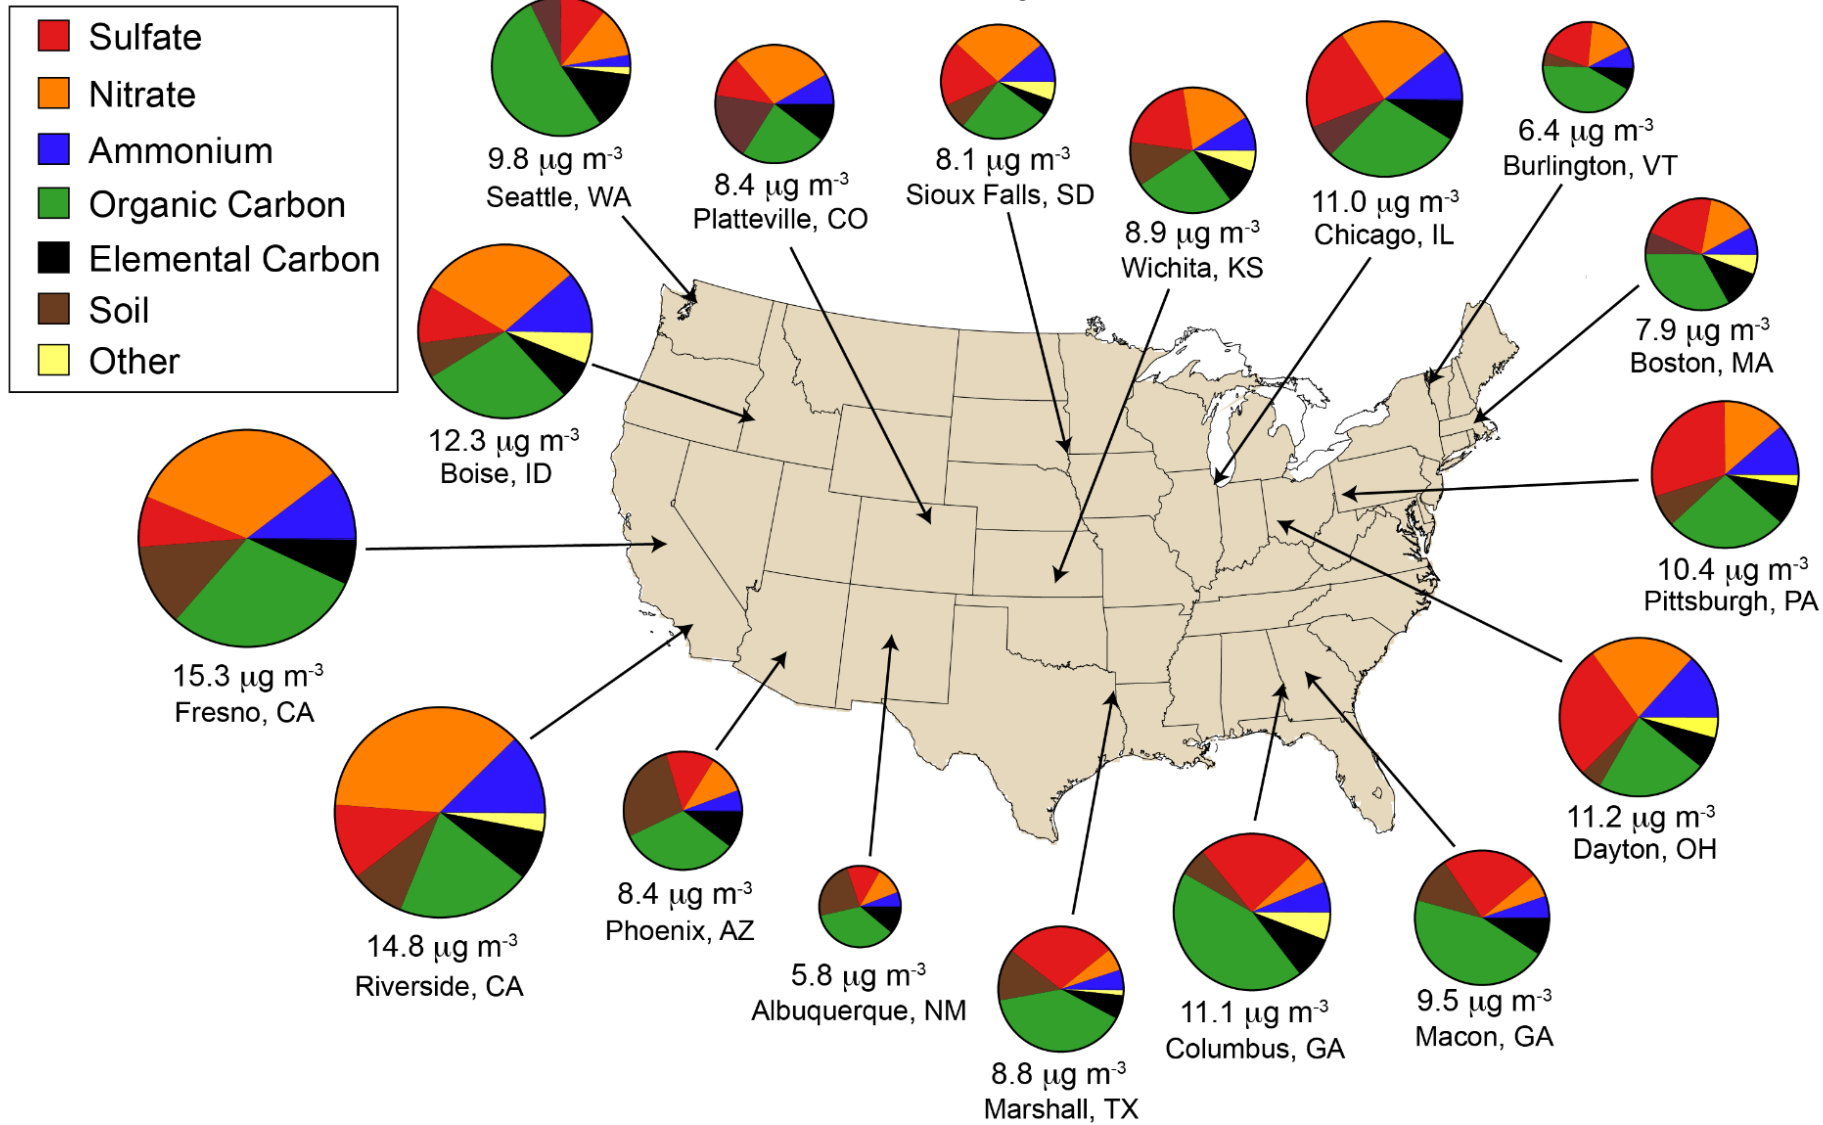 Sulfate
Nitrate
Ammonium
Organic Carbon
Elemental Carbon
Soil
Other
9.8 μg m-3
Seattle, WA
8.4 μg m-3
Platteville, CO
8.1 μg m-3
Sioux Falls, SD
8.9 μg m-3
Wichita, KS
11.0 μg m-3
Chicago, IL
6.4 μg m-3
Burlington, VT
7.9 μg m-3
Boston, MA
12.3 μg m-3
Boise, ID
10.4 μg m-3
Pittsburgh, PA
15.3 μg m-3
Fresno, CA
11.2 μg m-3
Dayton, OH
14.8 μg m-3
Riverside, CA
8.4 μg m-3
Phoenix, AZ
5.8 μg m-3
Albuquerque, NM
8.8 μg m-3
Marshall, TX
11.1 μg m-3
Columbus, GA
9.5 μg m-3
Macon, GA